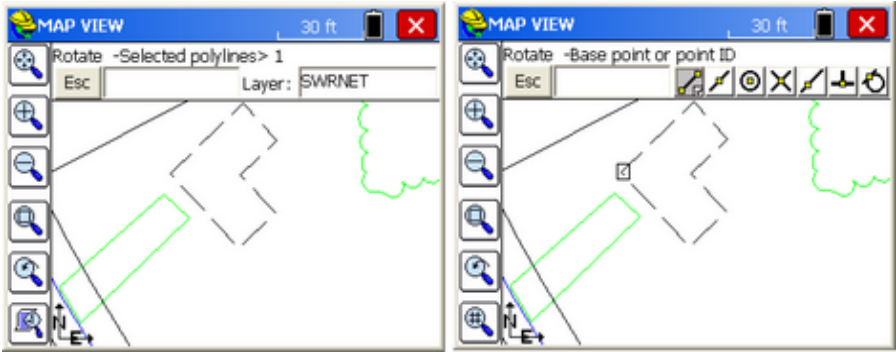 MAP VIEW 30 ft
Rotate -Selected polylines> 1
Esc Layer: SWRNET
N
E
MAP VIEW 30 ft
Rotate -Base point or point ID
Esc
N
E